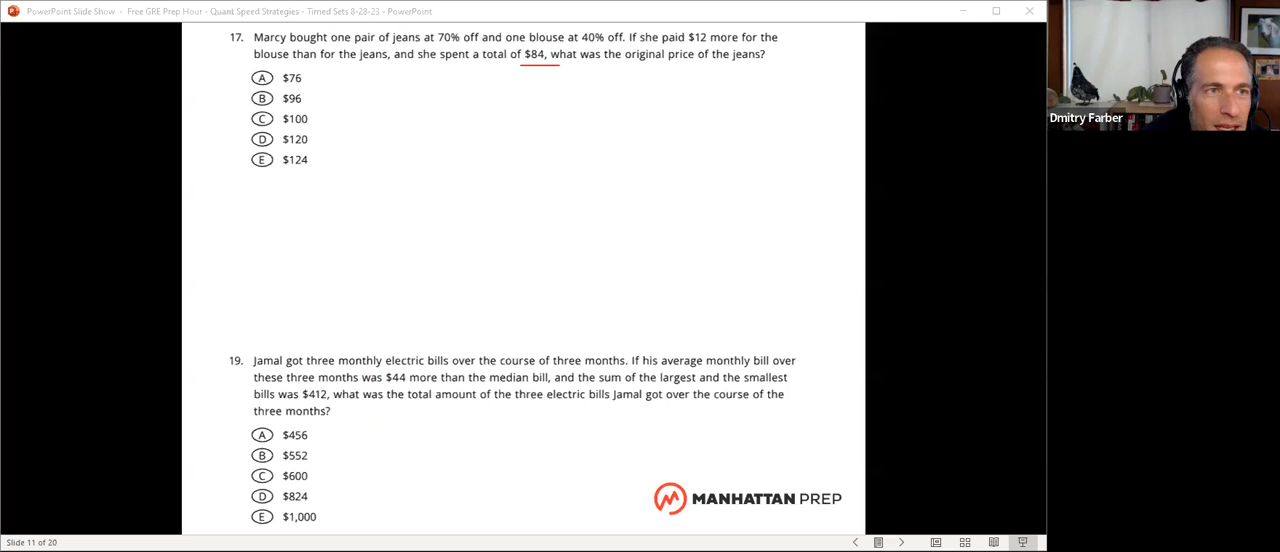 PowerPoint Slide Show - Free GRE Prep Hour - Quant Speed Strategies - Timed Sets 8-28-23 - PowerPoint
17. Marcy bought one pair of jeans at 70% off and one blouse at 40% off. If she paid $12 more for the
blouse than for the jeans, and she spent a total of $84, what was the original price of the jeans?
A $76
B $96
C $100
D $120
E $124
Dmitry Farber
19. Jamal got three monthly electric bills over the course of three months. If his average monthly bill over
these three months was $44 more than the median bill, and the sum of the largest and the smallest
bills was $412, what was the total amount of the three electric bills Jamal got over the course of the
three months?
A $456
B $552
C $600
D $824
E $1,000
MANHATTAN PREP
Slide 11 of 20